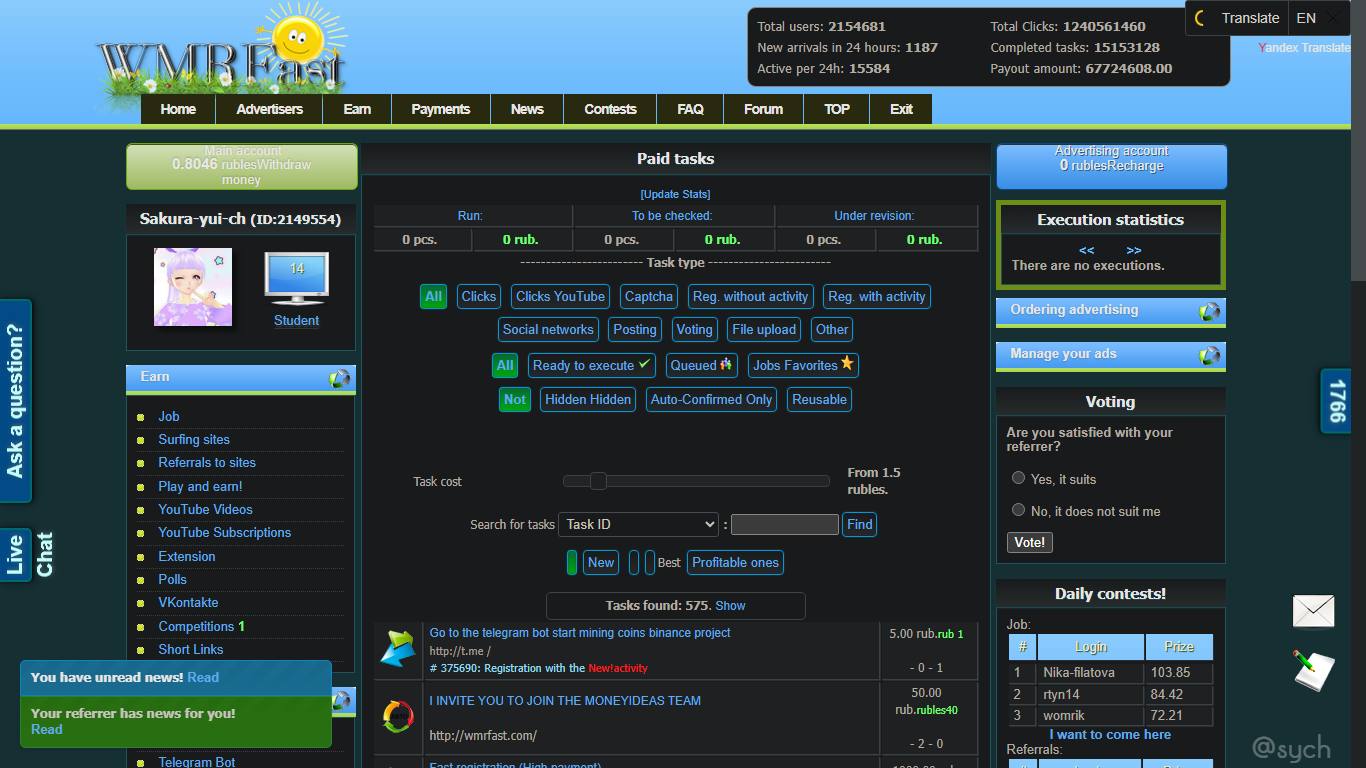 Translate EN
Yandex Translate
WMRFast
Total users: 2154681 Total Clicks: 1240561460
New arrivals in 24 hours: 1187 Completed tasks: 15153128
Active per 24h: 15584 Payout amount: 67724608.00
Home Advertisers Earn Payments News Contests FAQ Forum TOP Exit
Main account
0.8046 rublesWithdraw
money
Sakura-yui-ch (ID:2149554)
14
Student
Earn
Job
Surfing sites
Referrals to sites
Play and earn!
YouTube Videos
YouTube Subscriptions
Extension
Polls
VKontakte
Competitions 1
Short Links
Telegram Bot
Ask a question?
Live
Chat
You have unread news! Read
Your referrer has news for you!
Read
Paid tasks
[Update Stats]
Run: To be checked: Under revision:
0 pcs. 0 rub. 0 pcs. 0 rub. 0 pcs. 0 rub.
------------------------ Task type ------------------------
All Clicks Clicks YouTube Captcha Reg. without activity Reg. with activity
Social networks Posting Voting File upload Other
All Ready to execute Queued Jobs Favorites
Not Hidden Hidden Auto-Confirmed Only Reusable
Task cost From 1.5
rubles.
Search for tasks Task ID : Find
New Best Profitable ones
Tasks found: 575. Show
Go to the telegram bot start mining coins binance project
http://t.me /
# 375690: Registration with the New!activity
5.00 rub.rub 1
- 0 - 1
I INVITE YOU TO JOIN THE MONEYIDEAS TEAM
http://wmrfast.com/
50.00
rub.rubles40
- 2 - 0
Fast registration (High payment)
Advertising account
0 rublesRecharge
Execution statistics
<< >>
There are no executions.
Ordering advertising
Manage your ads
Voting
Are you satisfied with your
referrer?
Yes, it suits
No, it does not suit me
Vote!
Daily contests!
Job:
# Login Prize
1 Nika-filatova 103.85
2 rtyn14 84.42
3 womrik 72.21
I want to come here
Referrals:
1766
@sych